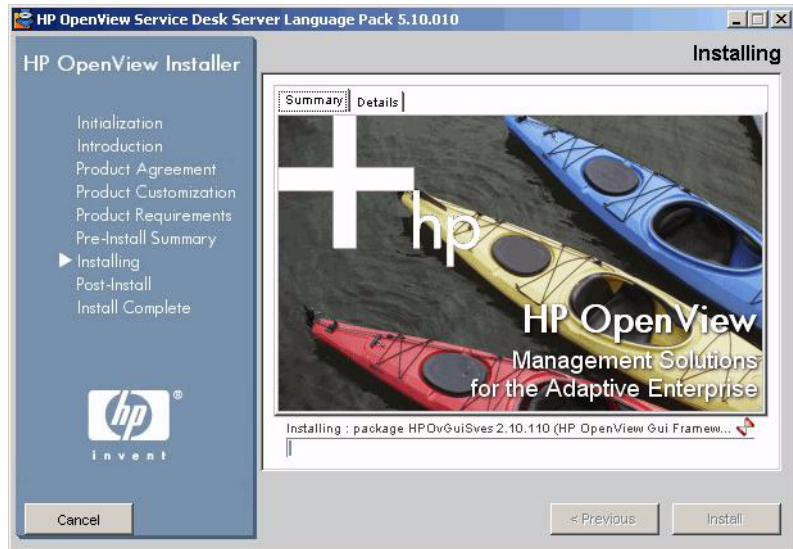 HP OpenView Service Desk Server Language Pack 5.10.010
HP OpenView Installer
Initialization
Introduction
Product Agreement
Product Customization
Product Requirements
Pre-Install Summary
Installing
Post-Install
Install Complete
hp
®
invent
Cancel
Installing
Summary
Details
hp
HP OpenView
Management Solutions
for the Adaptive Enterprise
Installing : package HPOvGuiSves 2.10.110 (HP OpenView Gui Framew...
< Previous
Install